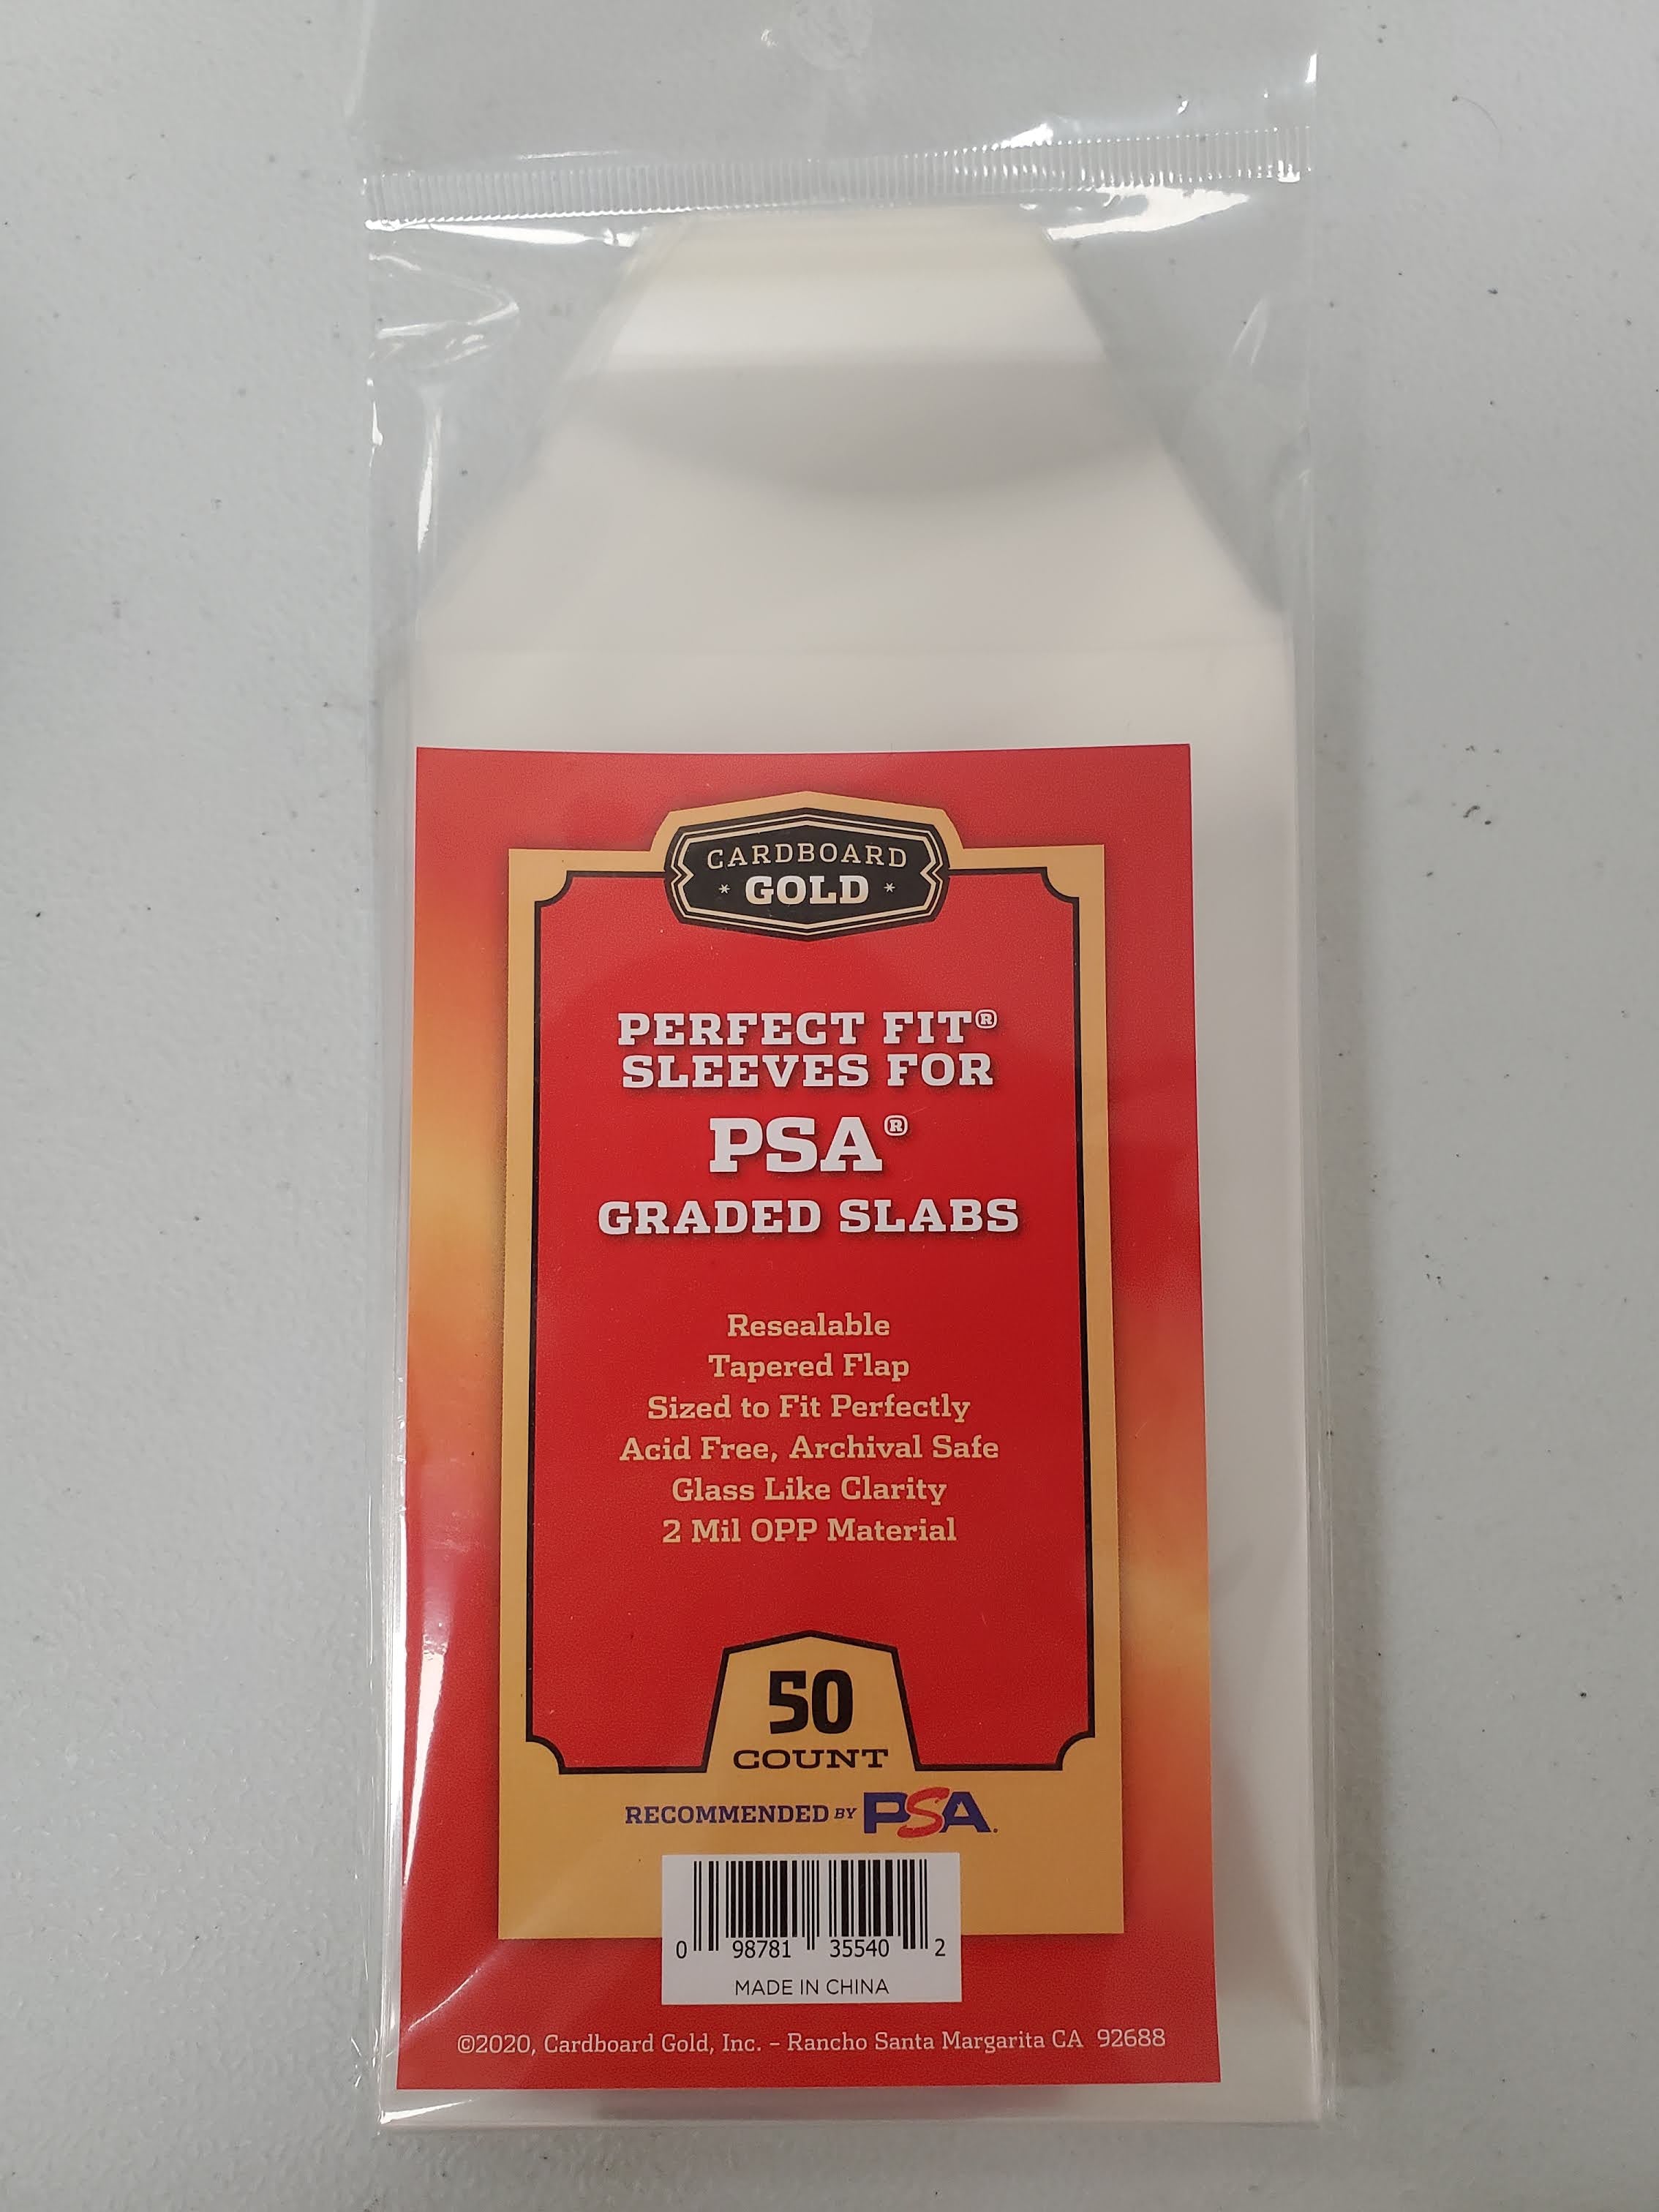 CARDBOARD
* GOLD *
PERFECT FIT®
SLEEVES FOR
PSA®
GRADED SLABS
Resealable
Tapered Flap
Sized to Fit Perfectly
Acid Free, Archival Safe
Glass Like Clarity
2 Mil OPP Material
50
COUNT
RECOMMENDED BY PSA.
0 98781 35540 2
MADE IN CHINA
©2020, Cardboard Gold, Inc. – Rancho Santa Margarita CA 92688